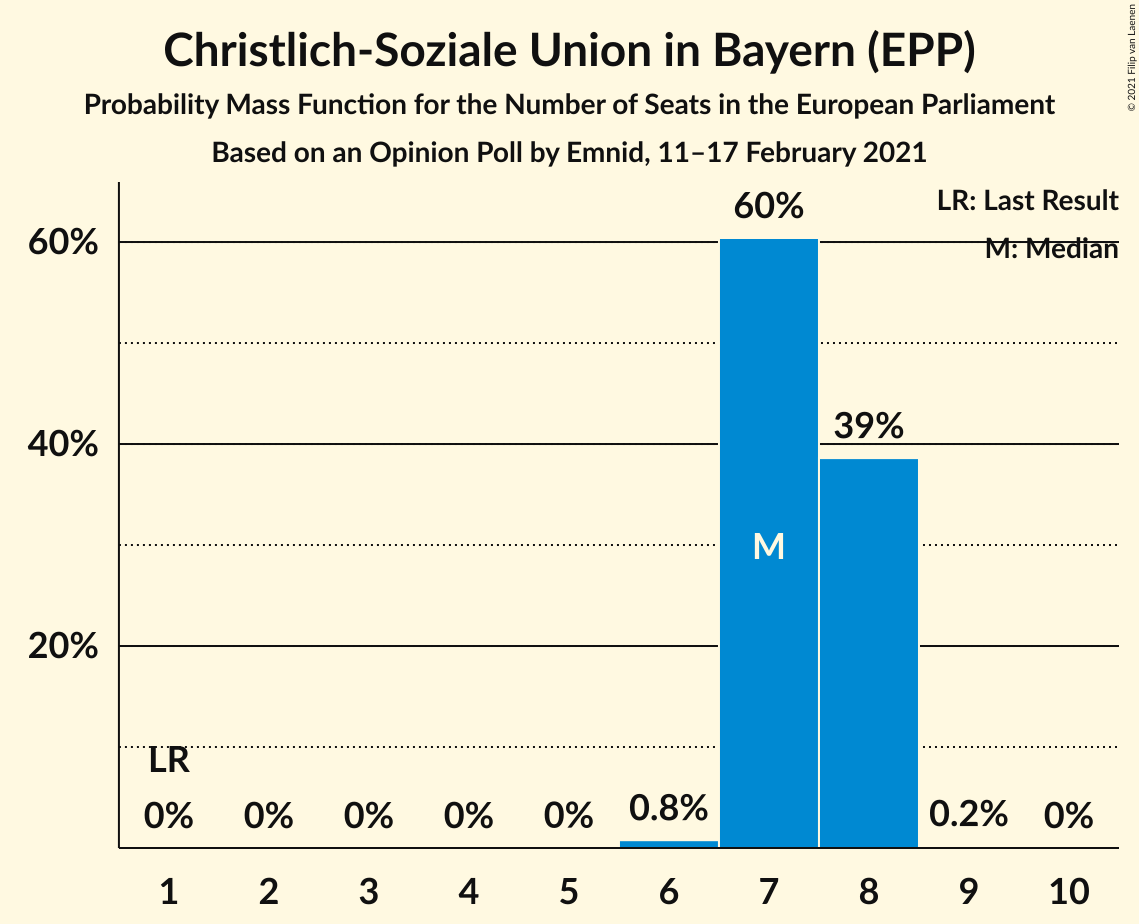 Christlich-Soziale Union in Bayern (EPP)
Probability Mass Function for the Number of Seats in the European Parliament
Based on an Opinion Poll by Emnid, 11–17 February 2021
© 2021 Filip van Laenen
LR: Last Result
M: Median
60%
40%
20%
60%
39%
M
LR
0% 0% 0% 0% 0% 0.8% 0.2% 0%
1 2 3 4 5 6 7 8 9 10